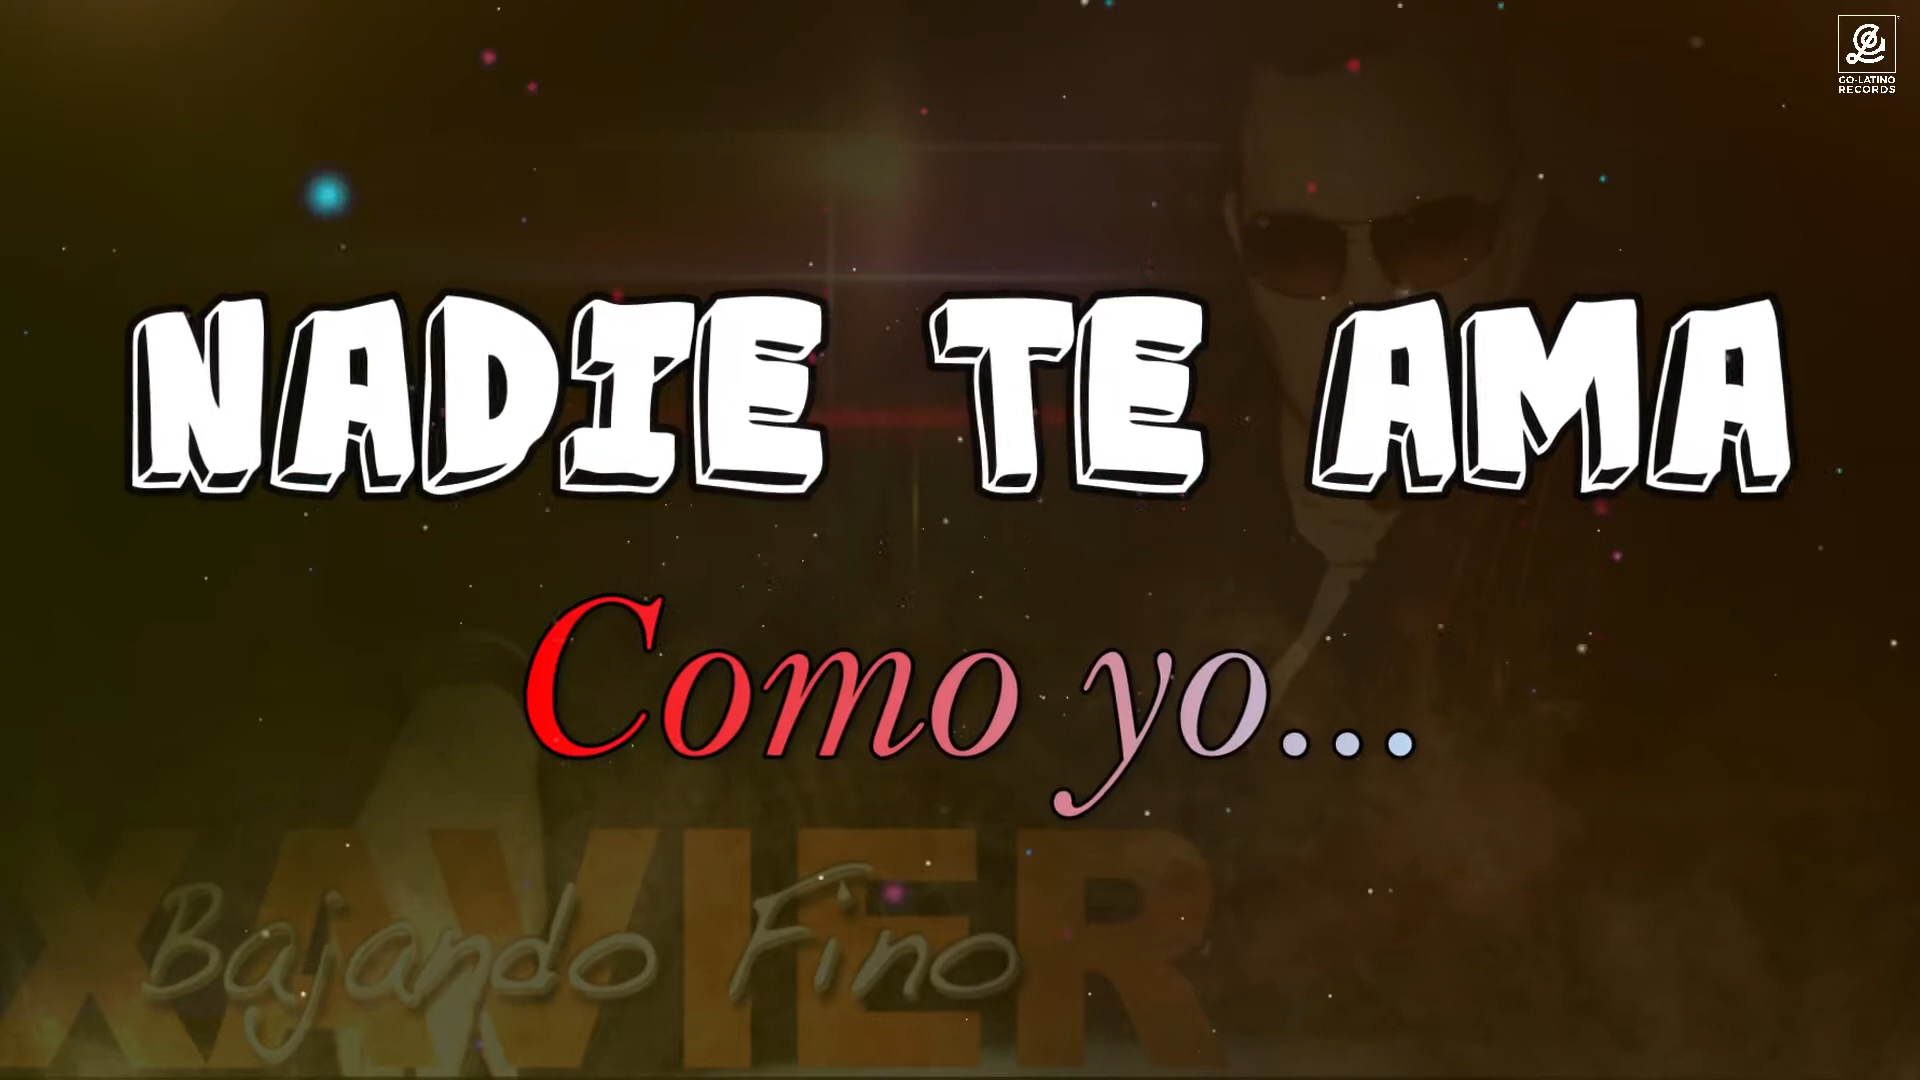 GO-LATINO
RECORDS
NADIE TE AMA
Como yo...
XAVIER
Bajando Fino